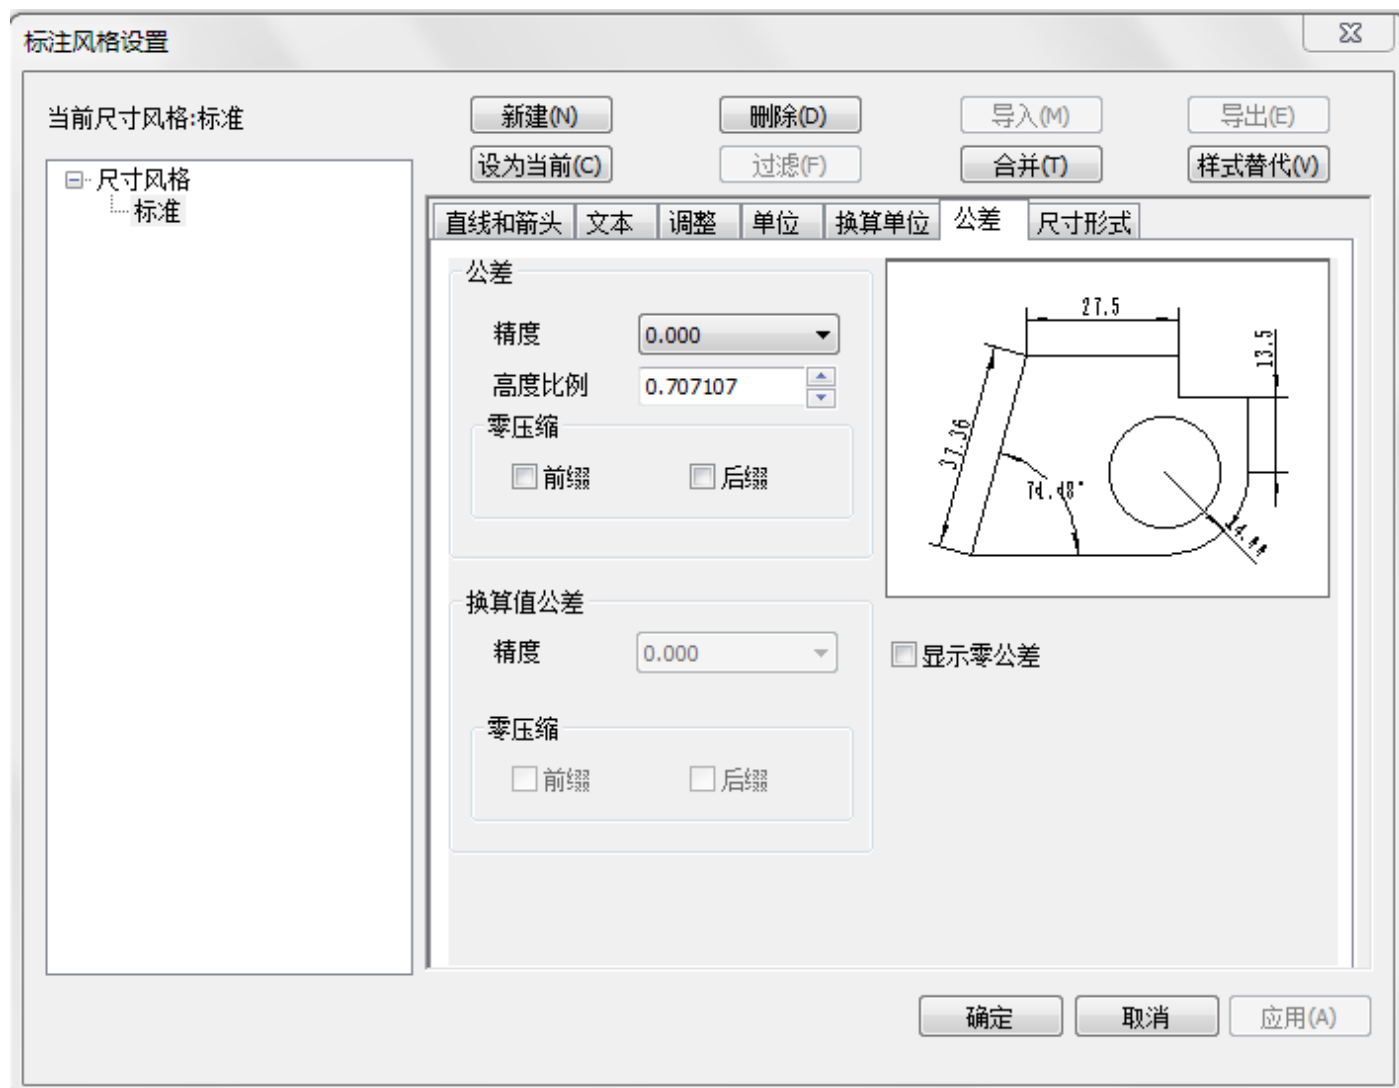 标注风格设置
当前尺寸风格:标准
新建(N) 删除(D) 导入(M) 导出(E)
设为当前(C) 过滤(F) 合并(T) 样式替代(V)
尺寸风格
标准
直线和箭头 文本 调整 单位 换算单位 公差 尺寸形式
公差
精度 0.000
高度比例 0.707107
零压缩
前缀 后缀
27.5
13.5
37.36
74.48°
14.44
换算值公差
精度 0.000
显示零公差
零压缩
前缀 后缀
确定 取消 应用(A)